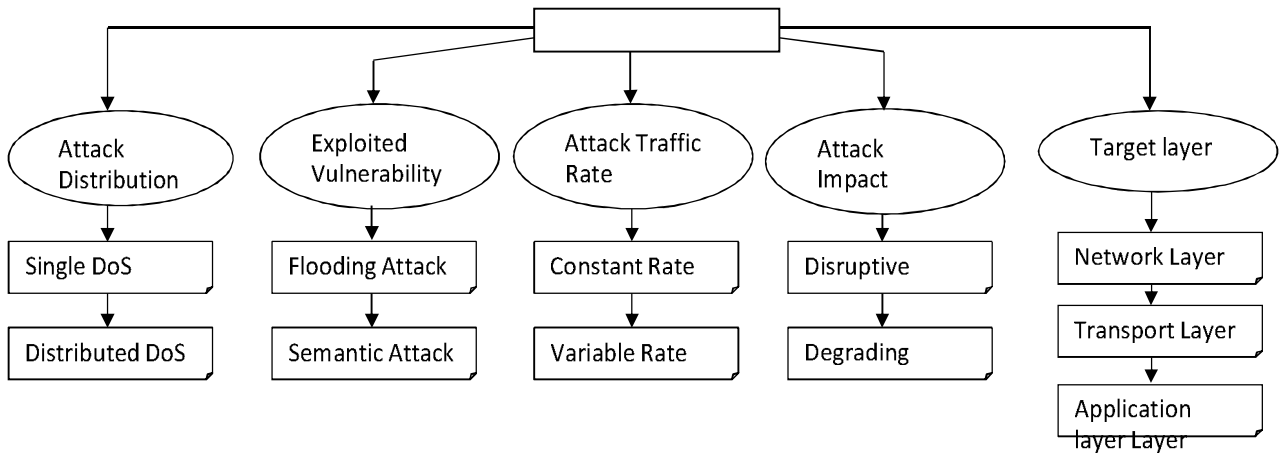 Attack
Distribution
Exploited
Vulnerability
Attack Traffic
Rate
Attack
Impact
Target layer
Single DoS
Flooding Attack
Constant Rate
Disruptive
Network Layer
Distributed DoS
Semantic Attack
Variable Rate
Degrading
Transport Layer
Application
layer Layer